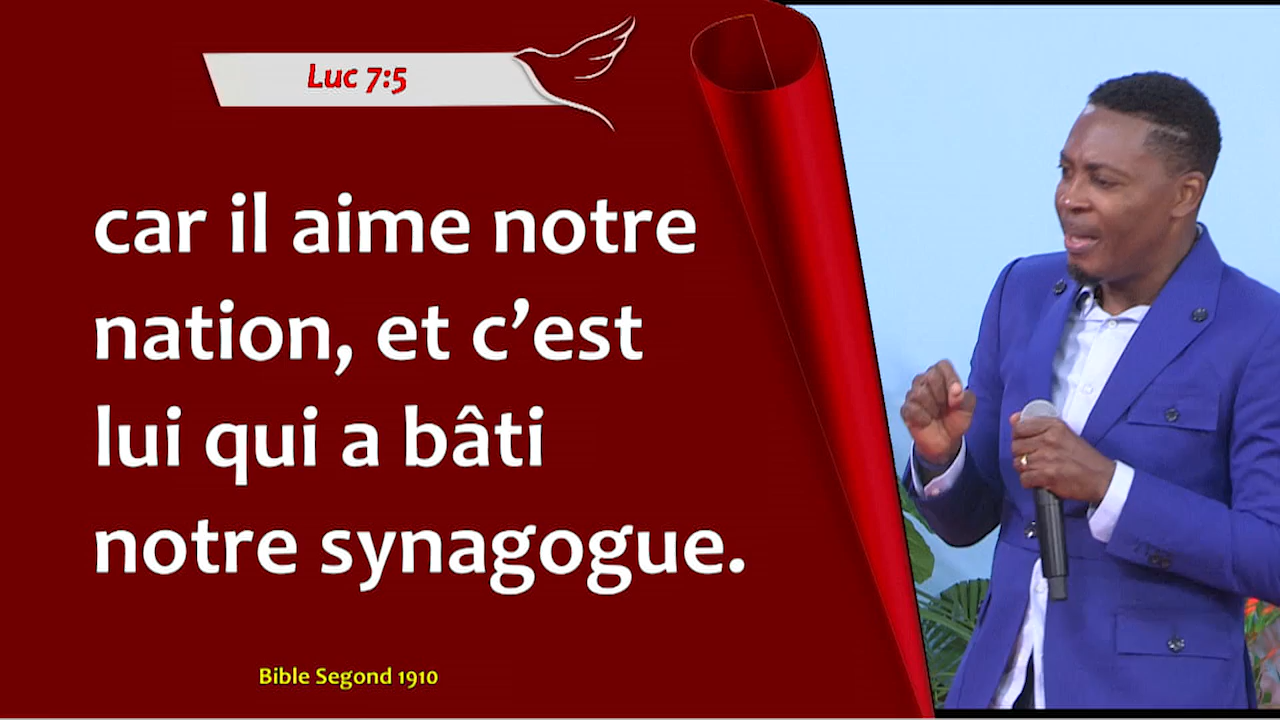 Luc 7:5
car il aime notre
nation, et c’est
lui qui a bâti
notre synagogue.
Bible Segond 1910